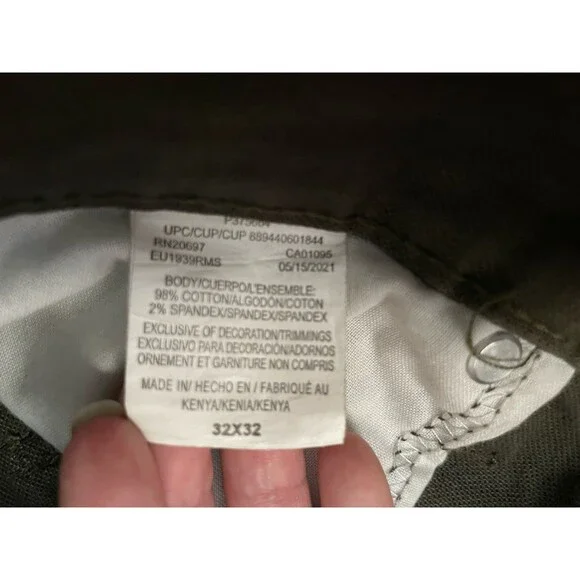 UPC/CUP/CUP 889440601844
RN20697 CA01095
EU1939RMS 05/15/2021
BODY/CUERPO/L'ENSEMBLE:
98% COTTON/ALGODÓN/COTON
2% SPANDEX/SPANDEX/SPANDEX
EXCLUSIVE OF DECORATION/TRIMMINGS
EXCLUSIVO PARA DECORACIÓN/ADORNOS
ORNEMENT ET GARNITURE NON COMPRIS
MADE IN/ HECHO EN / FABRIQUÉ AU
KENYA/KENIA/KENYA
32X32